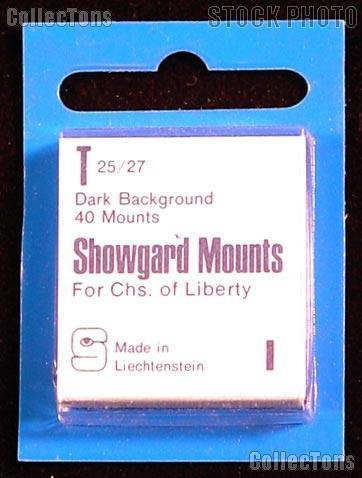 CollecTons
STOCK PHOTO
T 25/27
Dark Background
40 Mounts
Showgard Mounts
For Chs. of Liberty
S Made in
Liechtenstein
I
CollecTons